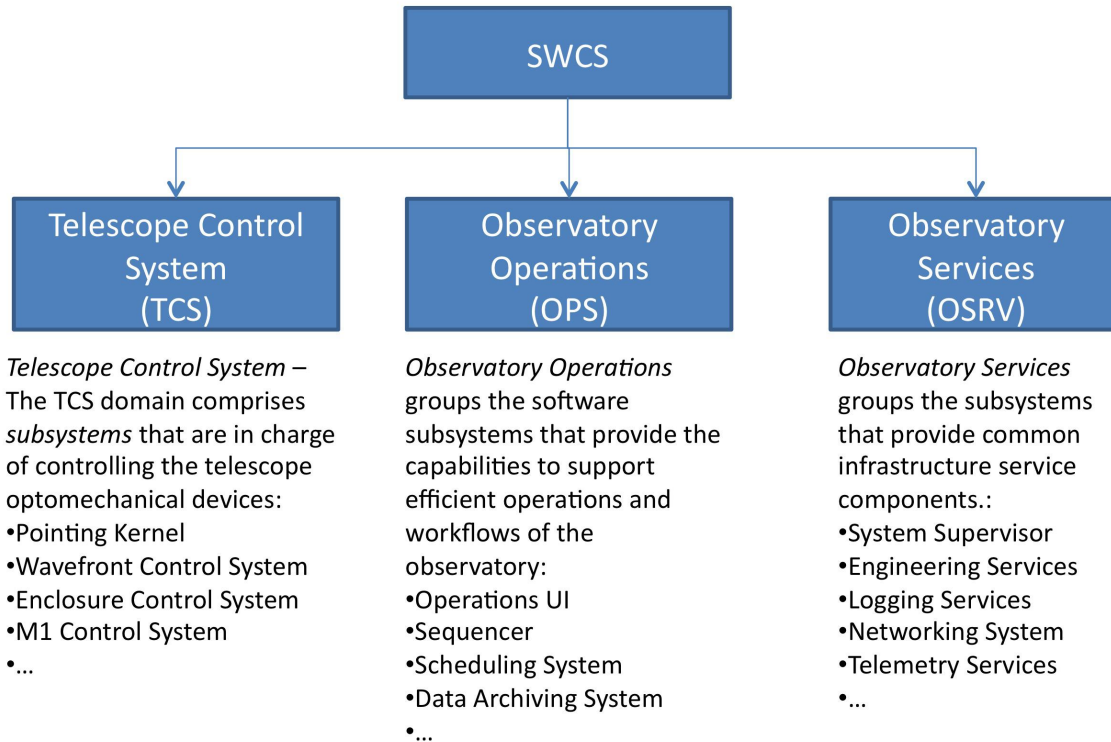 SWCS
Telescope Control
System
(TCS)
Observatory
Operations
(OPS)
Observatory
Services
(OSRV)
Telescope Control System –
The TCS domain comprises
subsystems that are in charge
of controlling the telescope
optomechanical devices:
•Pointing Kernel
•Wavefront Control System
•Enclosure Control System
•M1 Control System
•...
Observatory Operations
groups the software
subsystems that provide the
capabilities to support
efficient operations and
workflows of the
observatory:
•Operations UI
•Sequencer
•Scheduling System
•Data Archiving System
•...
Observatory Services
groups the subsystems
that provide common
infrastructure service
components.:
•System Supervisor
•Engineering Services
•Logging Services
•Networking System
•Telemetry Services
•...